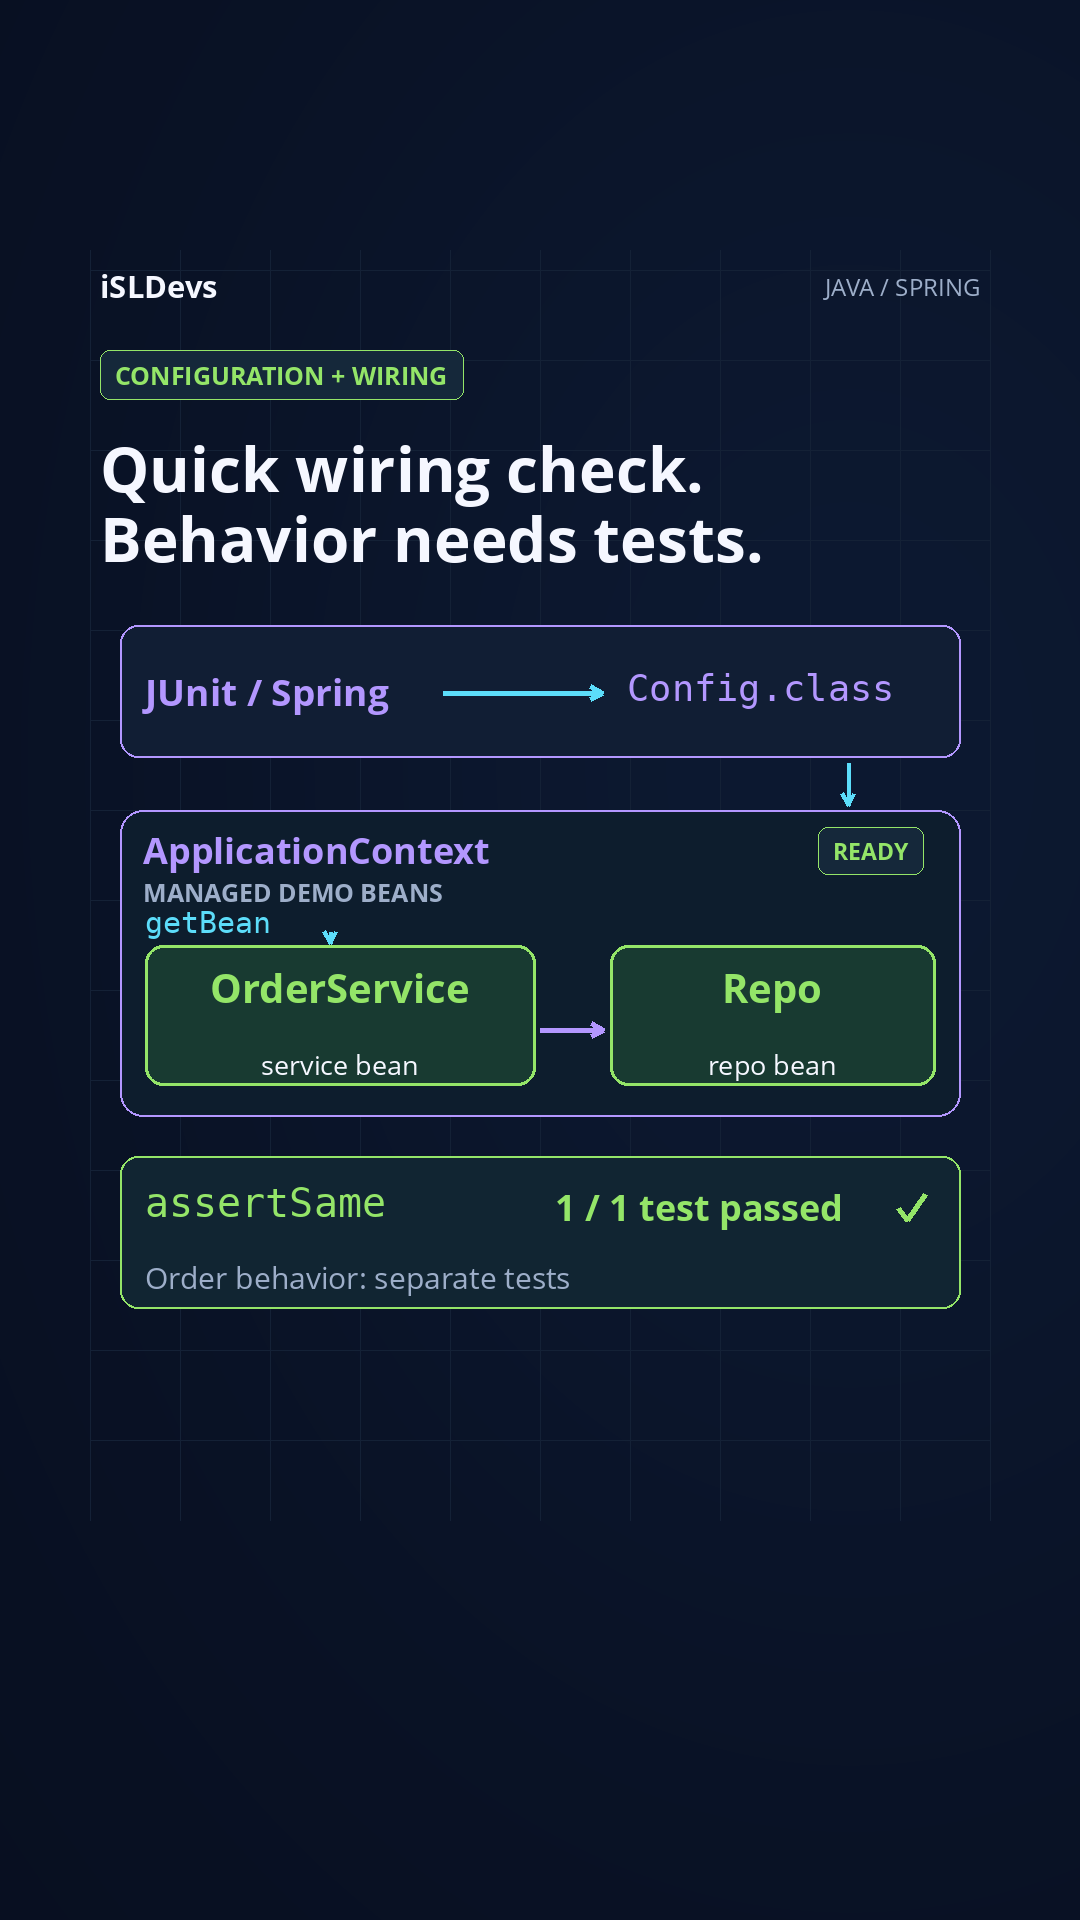 iSLDevs
JAVA / SPRING
CONFIGURATION + WIRING
Quick wiring check.
Behavior needs tests.
JUnit / Spring
Config.class
ApplicationContext
READY
MANAGED DEMO BEANS
getBean
OrderService
service bean
Repo
repo bean
assertSame
1 / 1 test passed
Order behavior: separate tests